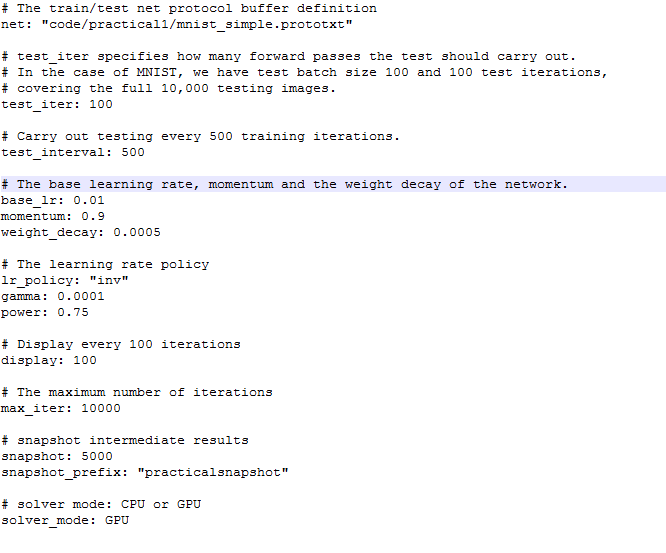 # The train/test net protocol buffer definition
net: "code/practical1/mnist_simple.prototxt"
# test_iter specifies how many forward passes the test should carry out.
# In the case of MNIST, we have test batch size 100 and 100 test iterations,
# covering the full 10,000 testing images.
test_iter: 100
# Carry out testing every 500 training iterations.
test_interval: 500
# The base learning rate, momentum and the weight decay of the network.
base_lr: 0.01
momentum: 0.9
weight_decay: 0.0005
# The learning rate policy
lr_policy: "inv"
gamma: 0.0001
power: 0.75
# Display every 100 iterations
display: 100
# The maximum number of iterations
max_iter: 10000
# snapshot intermediate results
snapshot: 5000
snapshot_prefix: "practicalsnapshot"
# solver mode: CPU or GPU
solver_mode: GPU